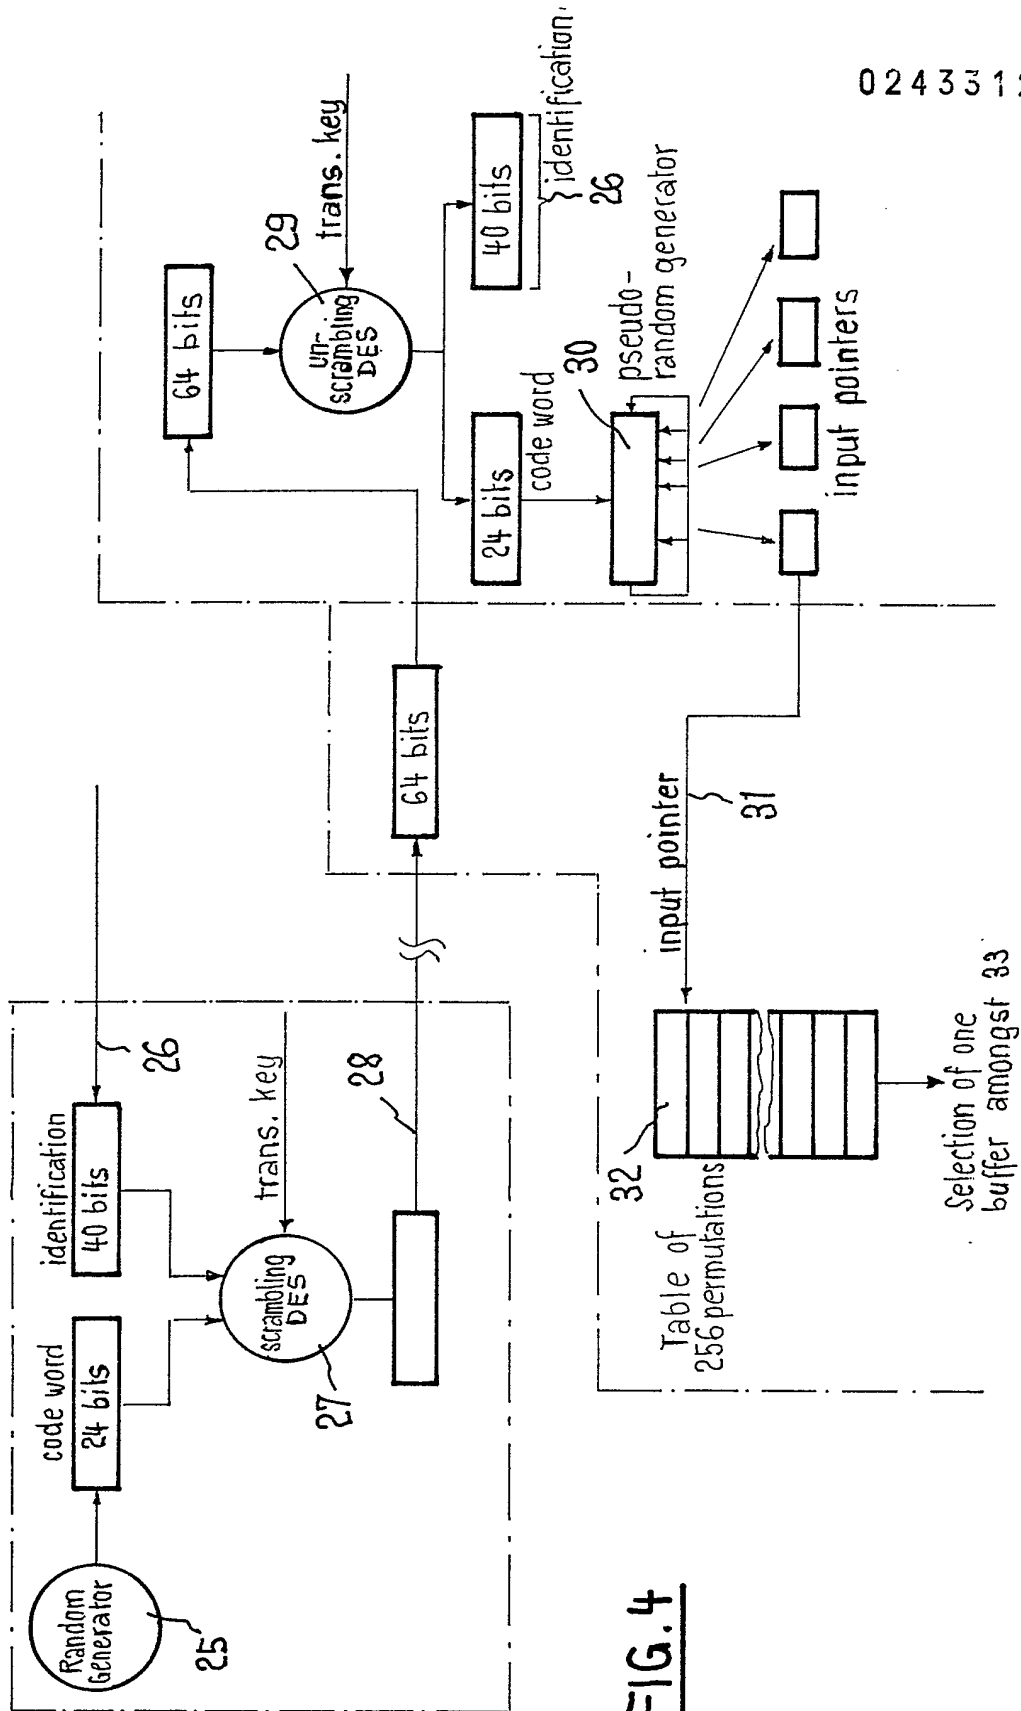 024331
Random
Generator
25
code word
24 bits
identification
40 bits
26
scrambling
DES
27
trans. key
28
64 bits
64 bits
un-
scrambling
DES
29
trans. key
24 bits
code word
40 bits
identification
26
30
pseudo-
random generator
input pointers
input pointer
31
32
Table of
256 permutations
Selection of one
buffer amongst 33
FIG.4